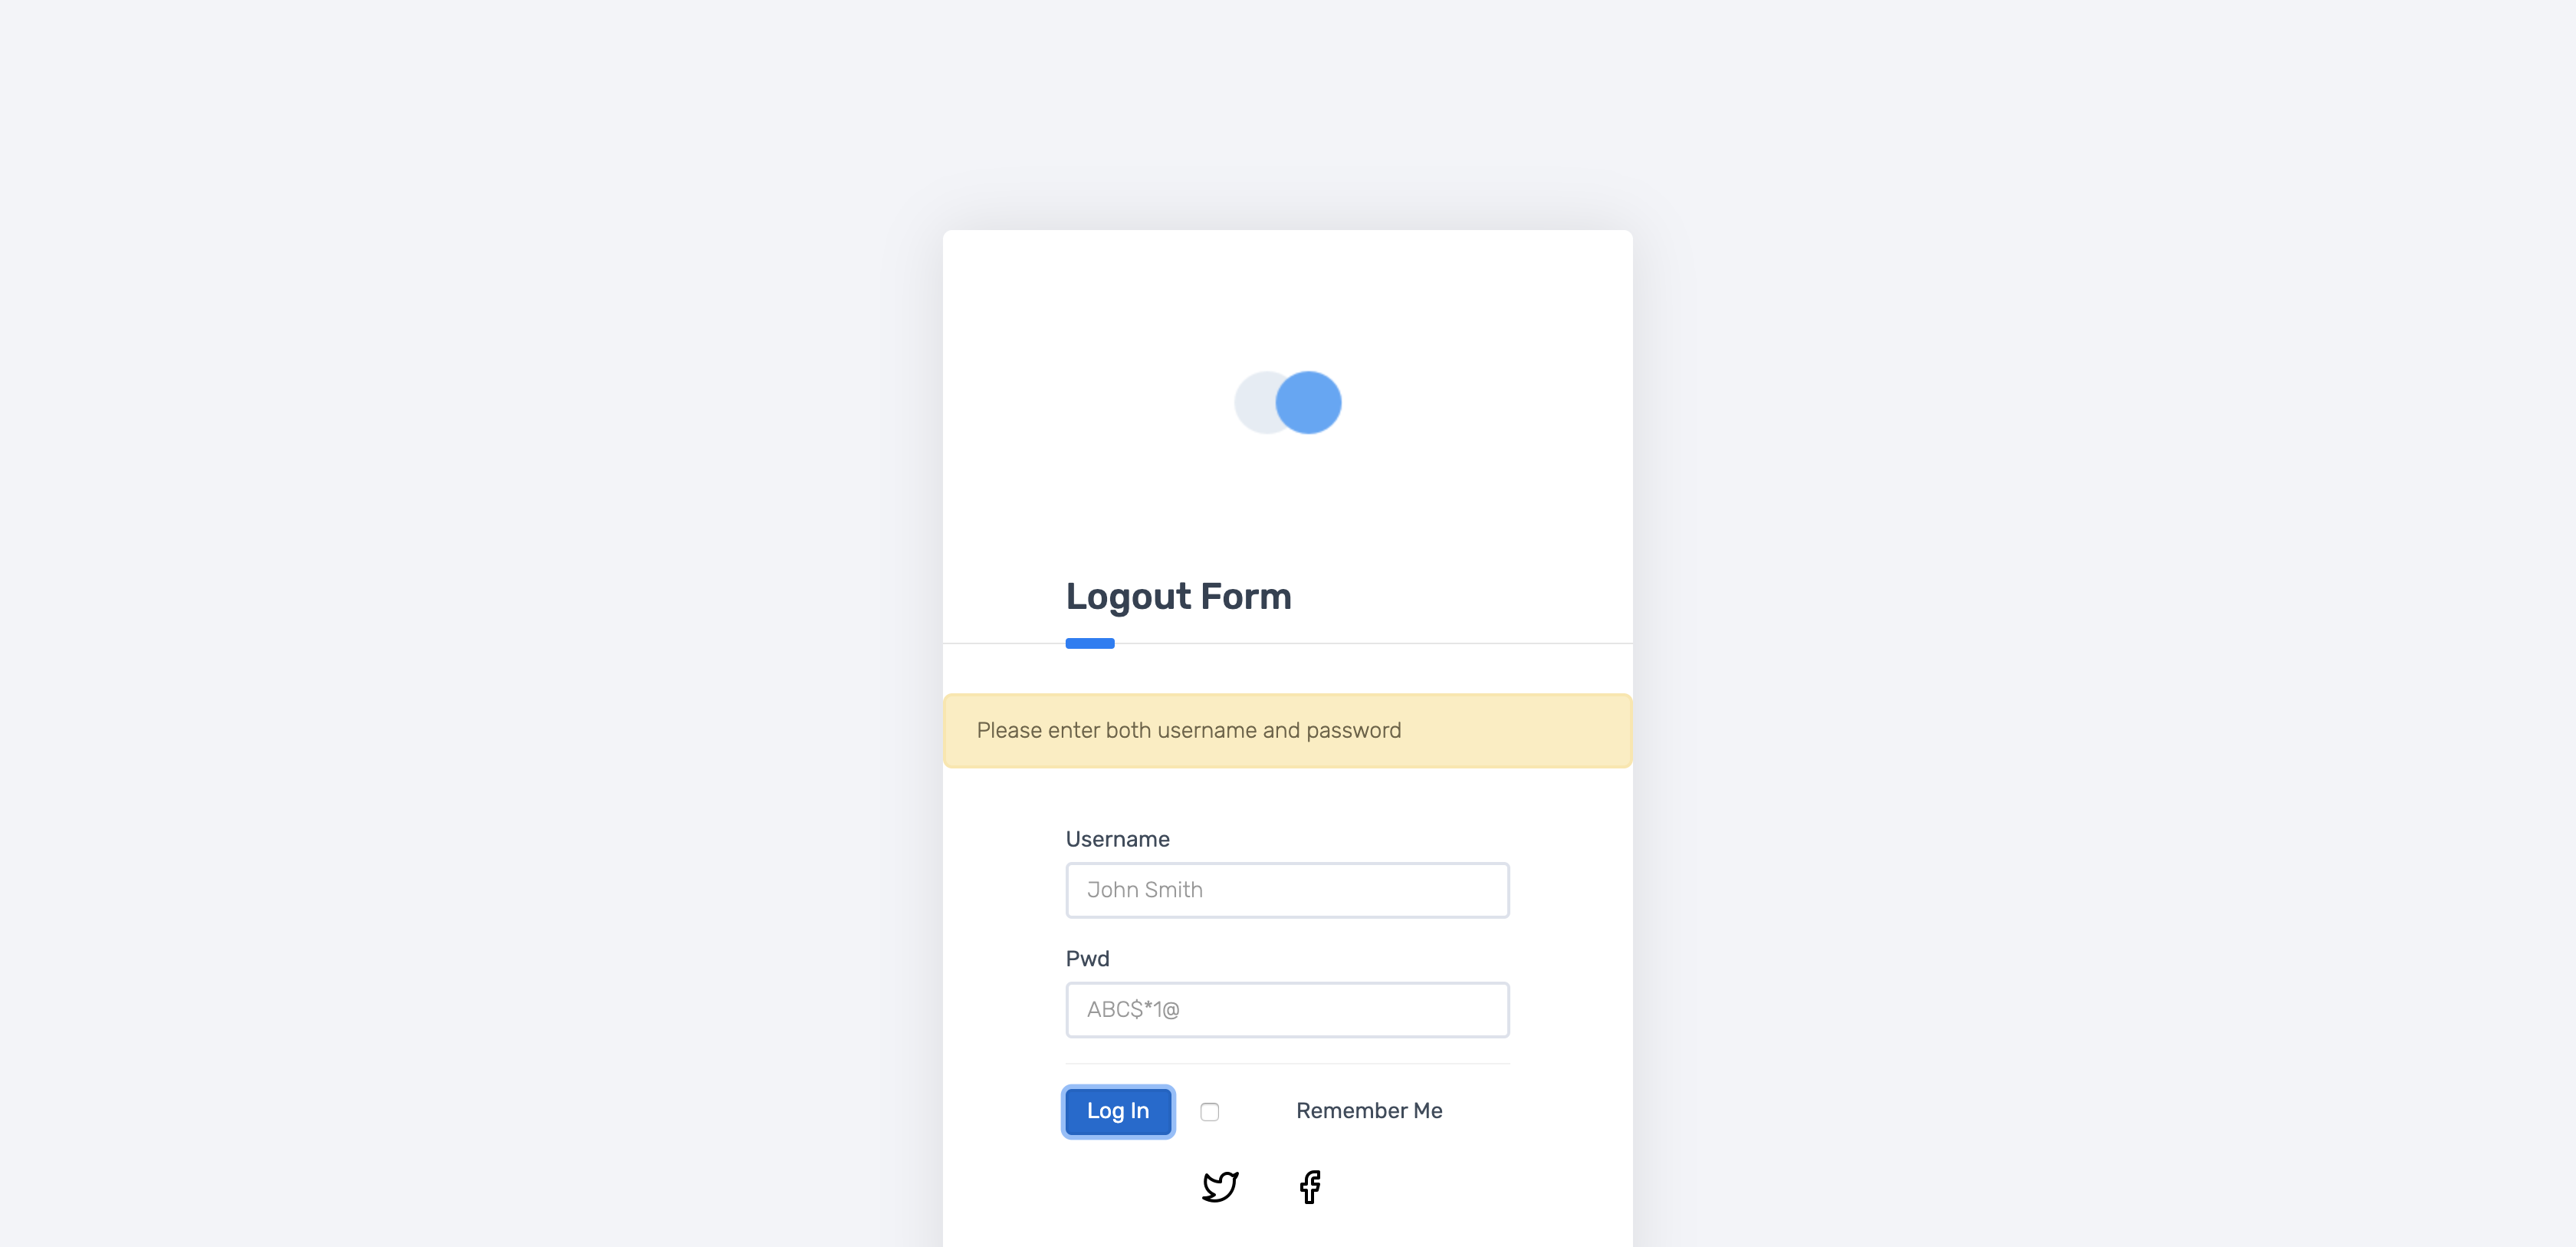 Logout Form
Please enter both username and password
Username
John Smith
Pwd
ABC$*1@
Log In
Remember Me